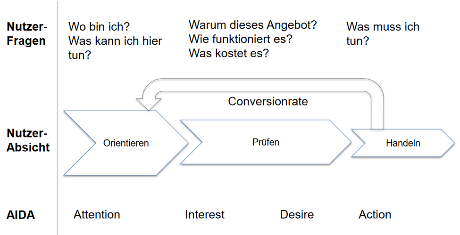 Nutzer-
Fragen
Wo bin ich?
Was kann ich hier
tun?
Warum dieses Angebot?
Wie funktioniert es?
Was kostet es?
Was muss ich
tun?
Conversionrate
Nutzer-
Absicht
Orientieren
Prüfen
Handeln
AIDA
Attention
Interest
Desire
Action